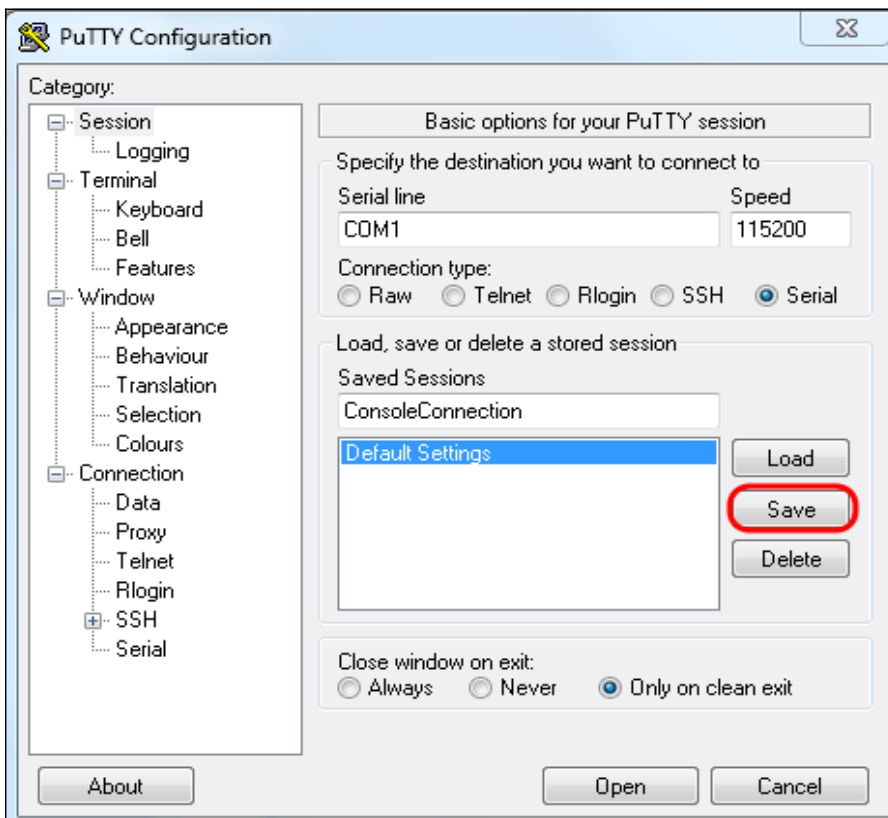 PuTTY Configuration
Category:
Session
Logging
Terminal
Keyboard
Bell
Features
Window
Appearance
Behaviour
Translation
Selection
Colours
Connection
Data
Proxy
Telnet
Rlogin
SSH
Serial
Basic options for your PuTTY session
Specify the destination you want to connect to
Serial line Speed
COM1 115200
Connection type:
Raw Telnet Rlogin SSH Serial
Load, save or delete a stored session
Saved Sessions
ConsoleConnection
Default Settings
Load
Save
Delete
Close window on exit:
Always Never Only on clean exit
About Open Cancel